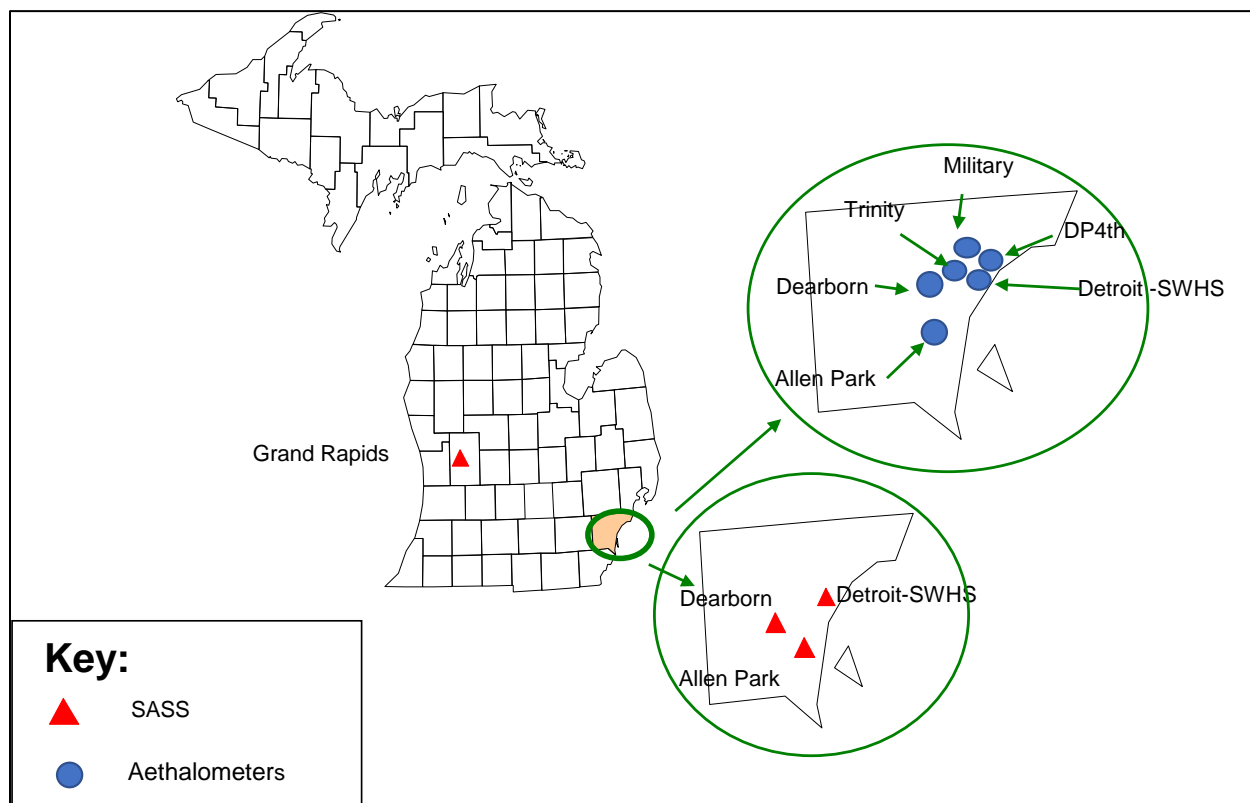 Military
Trinity
DP4th
Dearborn
Detroit -SWHS
Allen Park
Grand Rapids
Dearborn
Detroit-SWHS
Allen Park
Key:
SASS
Aethalometers